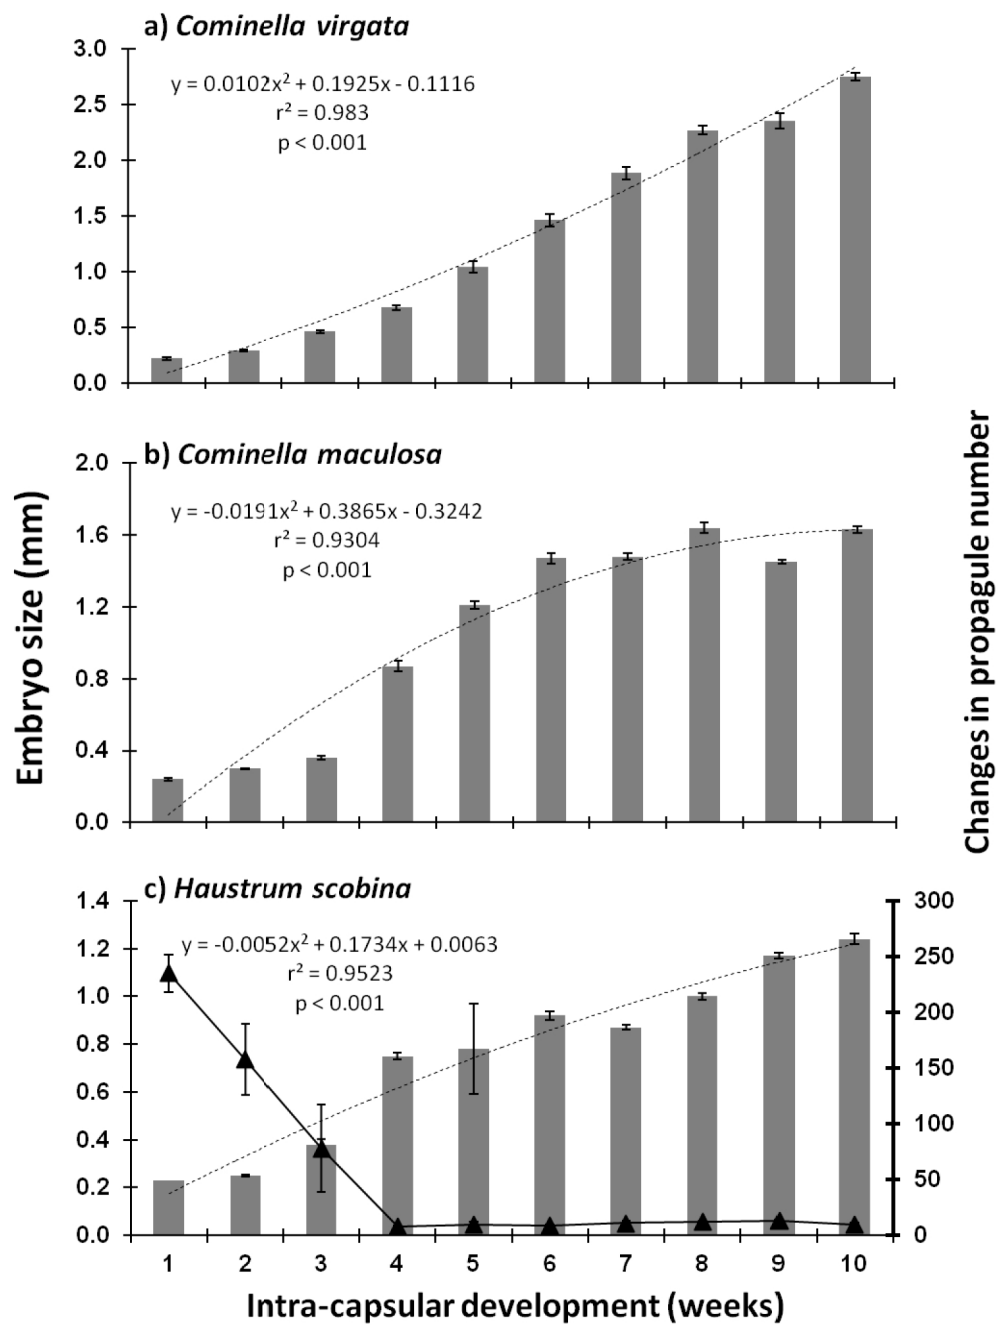 a) Cominella virgata
y = 0.0102x² + 0.1925x - 0.1116
r² = 0.983
p < 0.001
3.0
2.5
2.0
1.5
1.0
0.5
0.0
b) Cominella maculosa
y = -0.0191x² + 0.3865x - 0.3242
r² = 0.9304
p < 0.001
2.0
1.6
1.2
0.8
0.4
0.0
Embryo size (mm)
Changes in propagule number
c) Haustrum scobina
y = -0.0052x² + 0.1734x + 0.0063
r² = 0.9523
p < 0.001
1.4
1.2
1.0
0.8
0.6
0.4
0.2
0.0
300
250
200
150
100
50
0
1 2 3 4 5 6 7 8 9 10
Intra-capsular development (weeks)